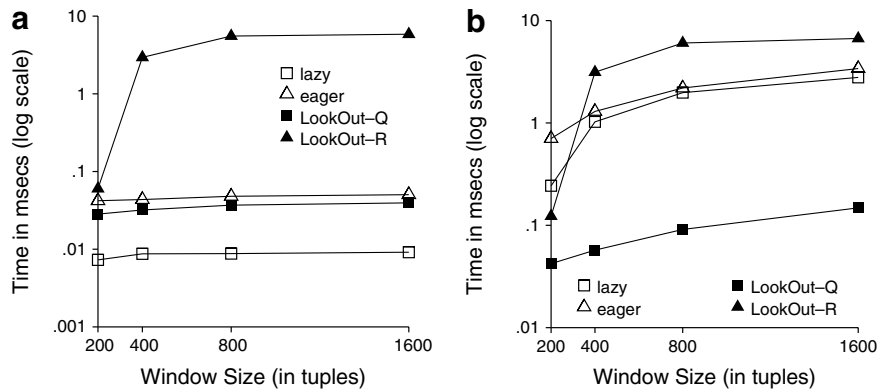 a
Time in msecs (log scale)
10
1
.1
.01
.001
lazy
eager
LookOut–Q
LookOut–R
200
400
800
1600
Window Size (in tuples)
b
Time in msecs (log scale)
10
1
.1
.01
lazy
eager
LookOut–Q
LookOut–R
200
400
800
1600
Window Size (in tuples)